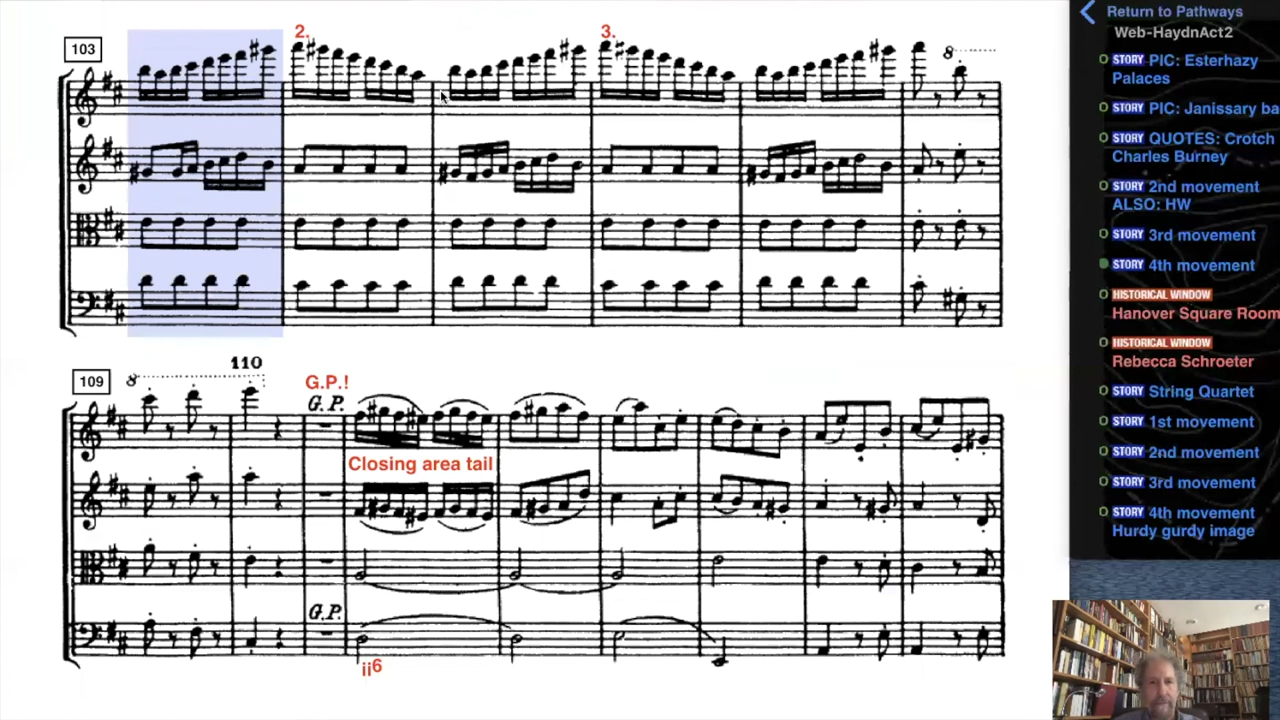 103
2.
3.
8
109
8
110
G.P.!
G.P.
Closing area tail
G.P.
ii6
Return to Pathways
Web-HaydnAct2
STORY PIC: Esterhazy
Palaces
STORY PIC: Janissary ba
STORY QUOTES: Crotch
Charles Burney
STORY 2nd movement
ALSO: HW
STORY 3rd movement
STORY 4th movement
HISTORICAL WINDOW
Hanover Square Room
HISTORICAL WINDOW
Rebecca Schroeter
STORY String Quartet
STORY 1st movement
STORY 2nd movement
STORY 3rd movement
STORY 4th movement
Hurdy gurdy image